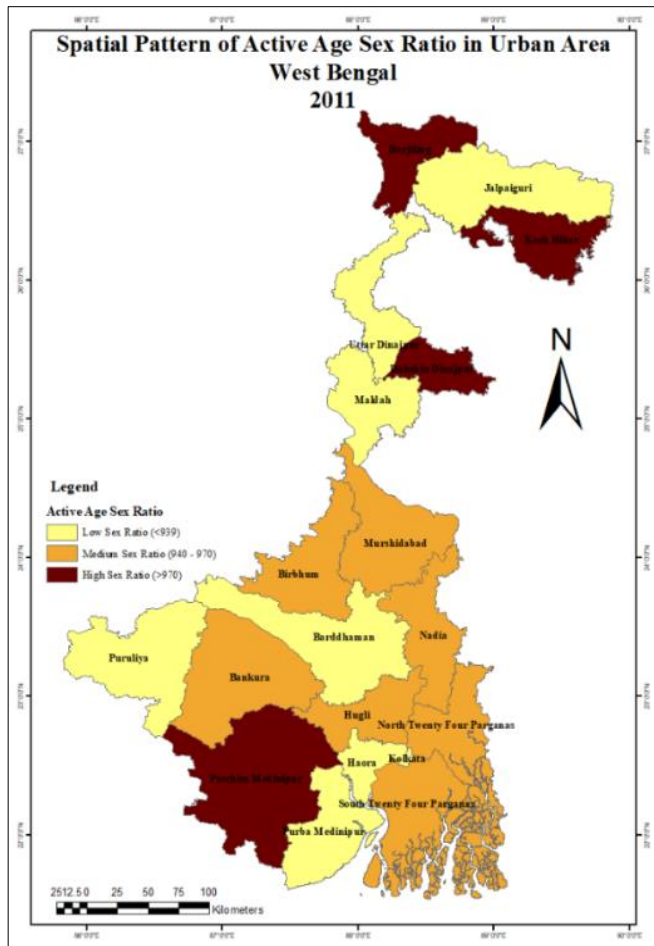 Spatial Pattern of Active Age Sex Ratio in Urban Area
West Bengal
2011
Darjiling
Jalpaiguri
Koch Bihar
Uttar Dinajpur
Dakshin Dinajpur
Maldah
N
Legend
Active Age Sex Ratio
Low Sex Ratio (<939)
Medium Sex Ratio (940 - 970)
High Sex Ratio (>970)
Murskidabad
Birbhum
Barddhaman
Nadia
Puruliya
Bankura
Hugli
North Twenty Four Parganas
Kolkata
Haora
Paschim Medinipur
South Twenty Four Parganas
Purba Medinipur
25 12.5 0 25 50 75 100
Kilometers